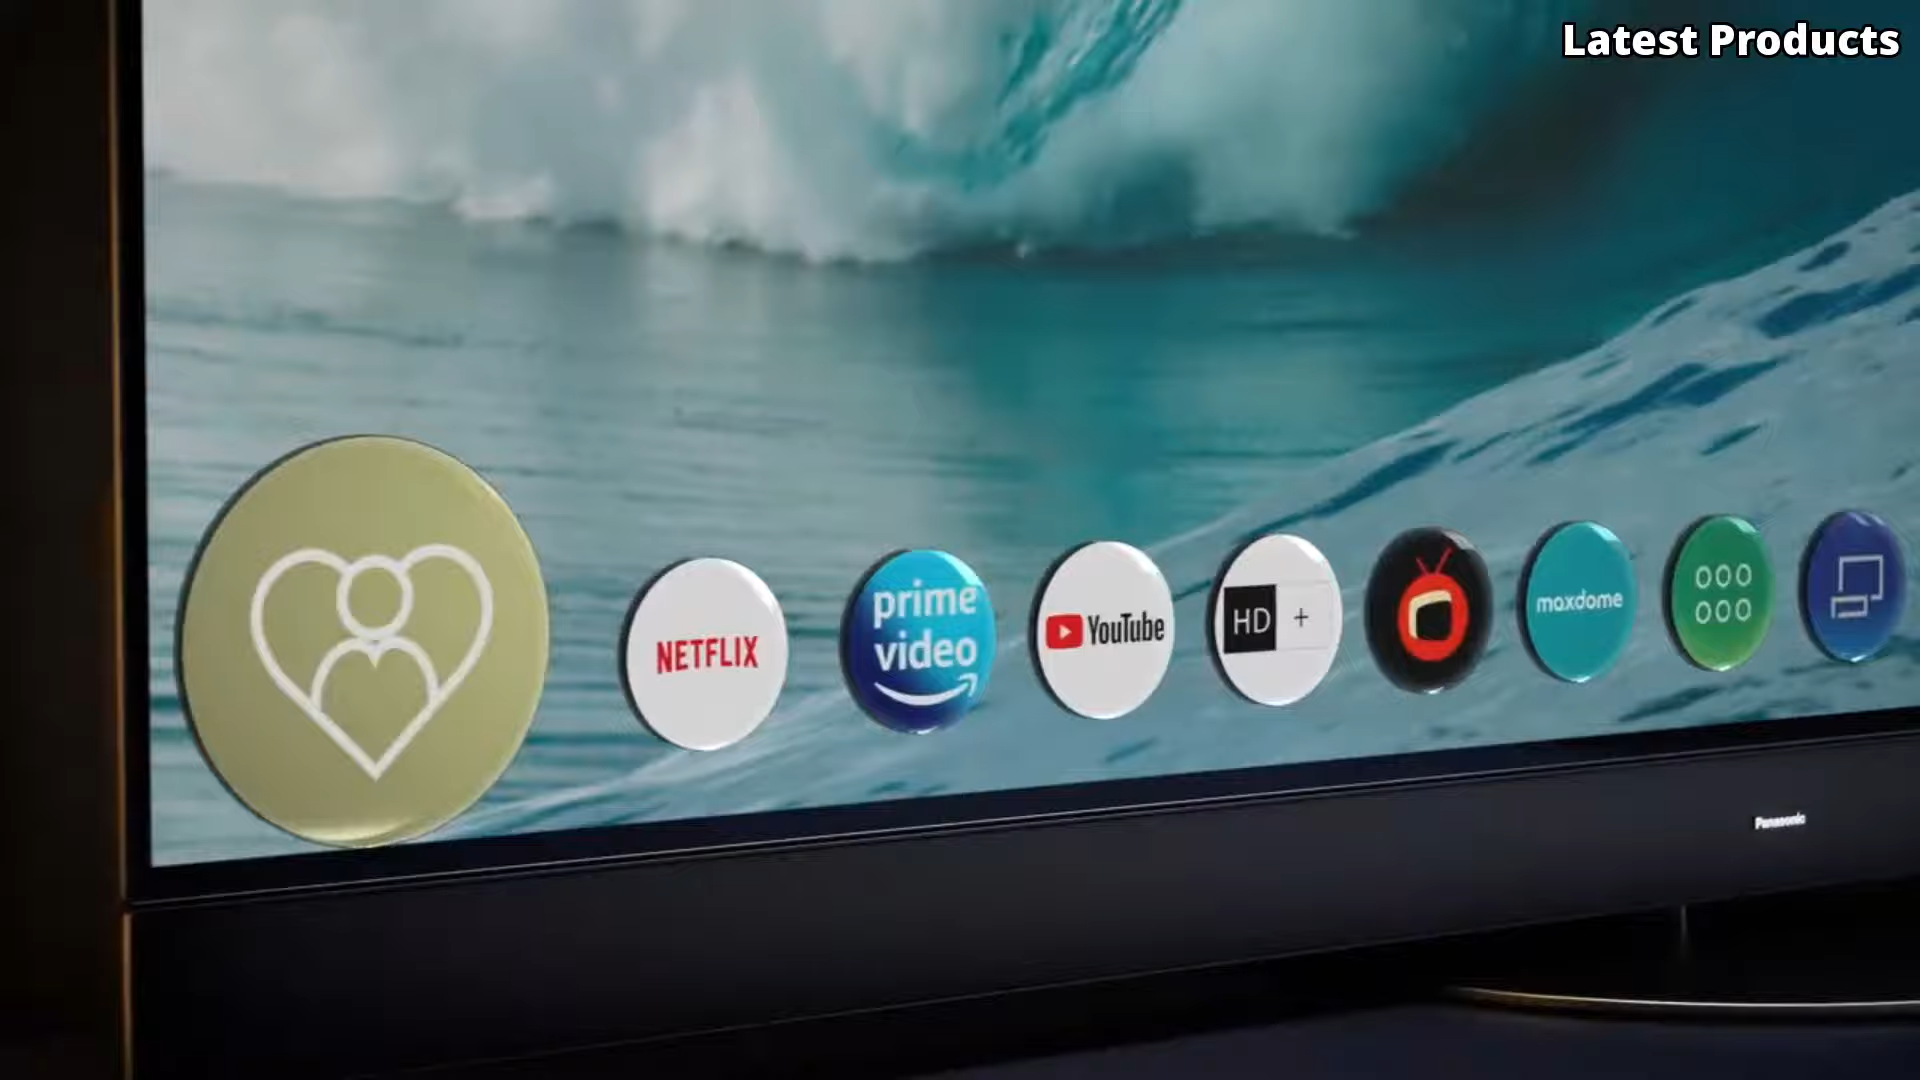 Latest Products
NETFLIX
prime
video
YouTube
HD +
maxdome
Panasonic